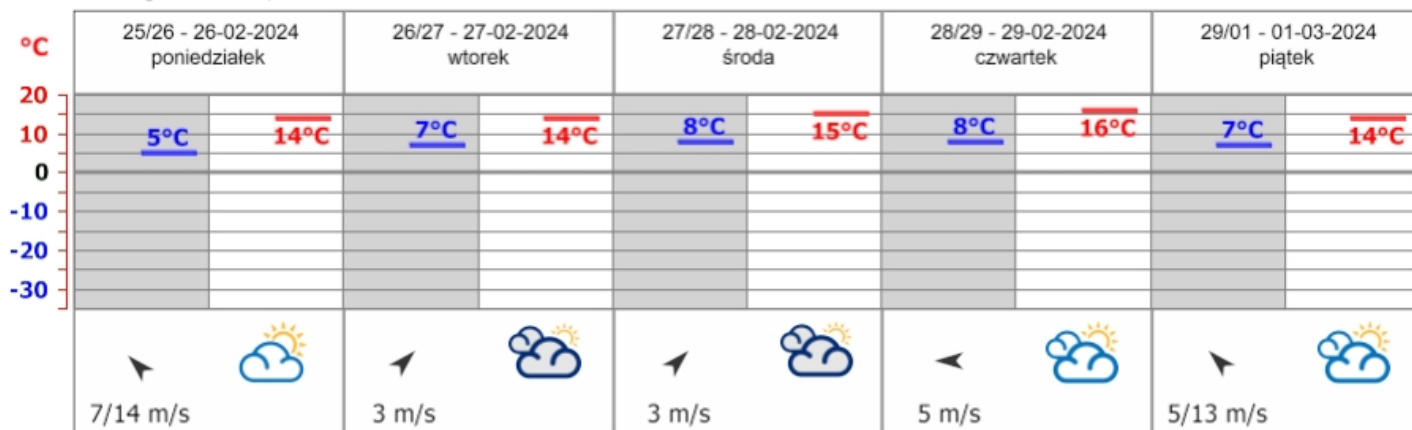 25/26 - 26-02-2024
poniedziałek
26/27 - 27-02-2024
wtorek
27/28 - 28-02-2024
środa
28/29 - 29-02-2024
czwartek
29/01 - 01-03-2024
piątek
°C
20
10
0
-10
-20
-30
5°C 14°C 7°C 14°C 8°C 15°C 8°C 16°C 7°C 14°C
7/14 m/s 3 m/s 3 m/s 5 m/s 5/13 m/s